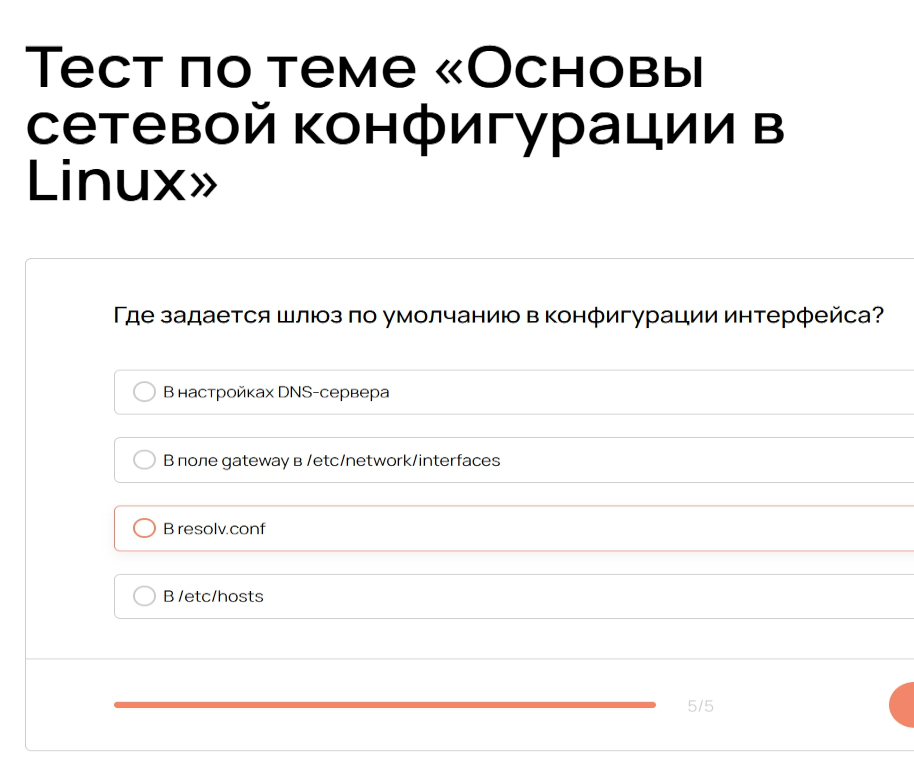 Тест по теме «Основы
сетевой конфигурации в
Linux»
Где задается шлюз по умолчанию в конфигурации интерфейса?
В настройках DNS-сервера
В поле gateway в /etc/network/interfaces
В resolv.conf
В /etc/hosts
5/5